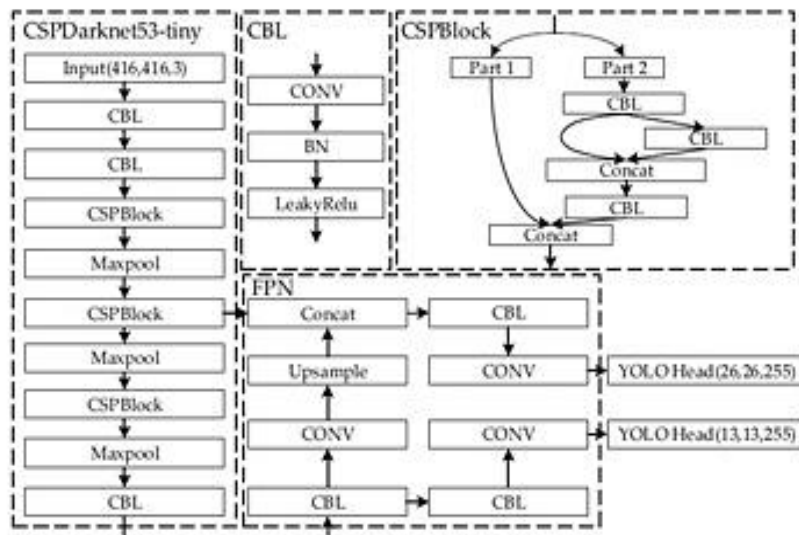 CSPDarknet53-tiny
Input(416,416,3)
CBL
CBL
CSPBlock
Maxpool
CSPBlock
Maxpool
CSPBlock
Maxpool
CBL
CBL
CONV
BN
LeakyRelu
CSPBlock
Part 1
Part 2
CBL
CBL
Concat
CBL
Concat
FPN
Concat
CBL
Upsample
CONV
YOLO Head(26,26,255)
CONV
CONV
YOLO Head(13,13,255)
CBL
CBL